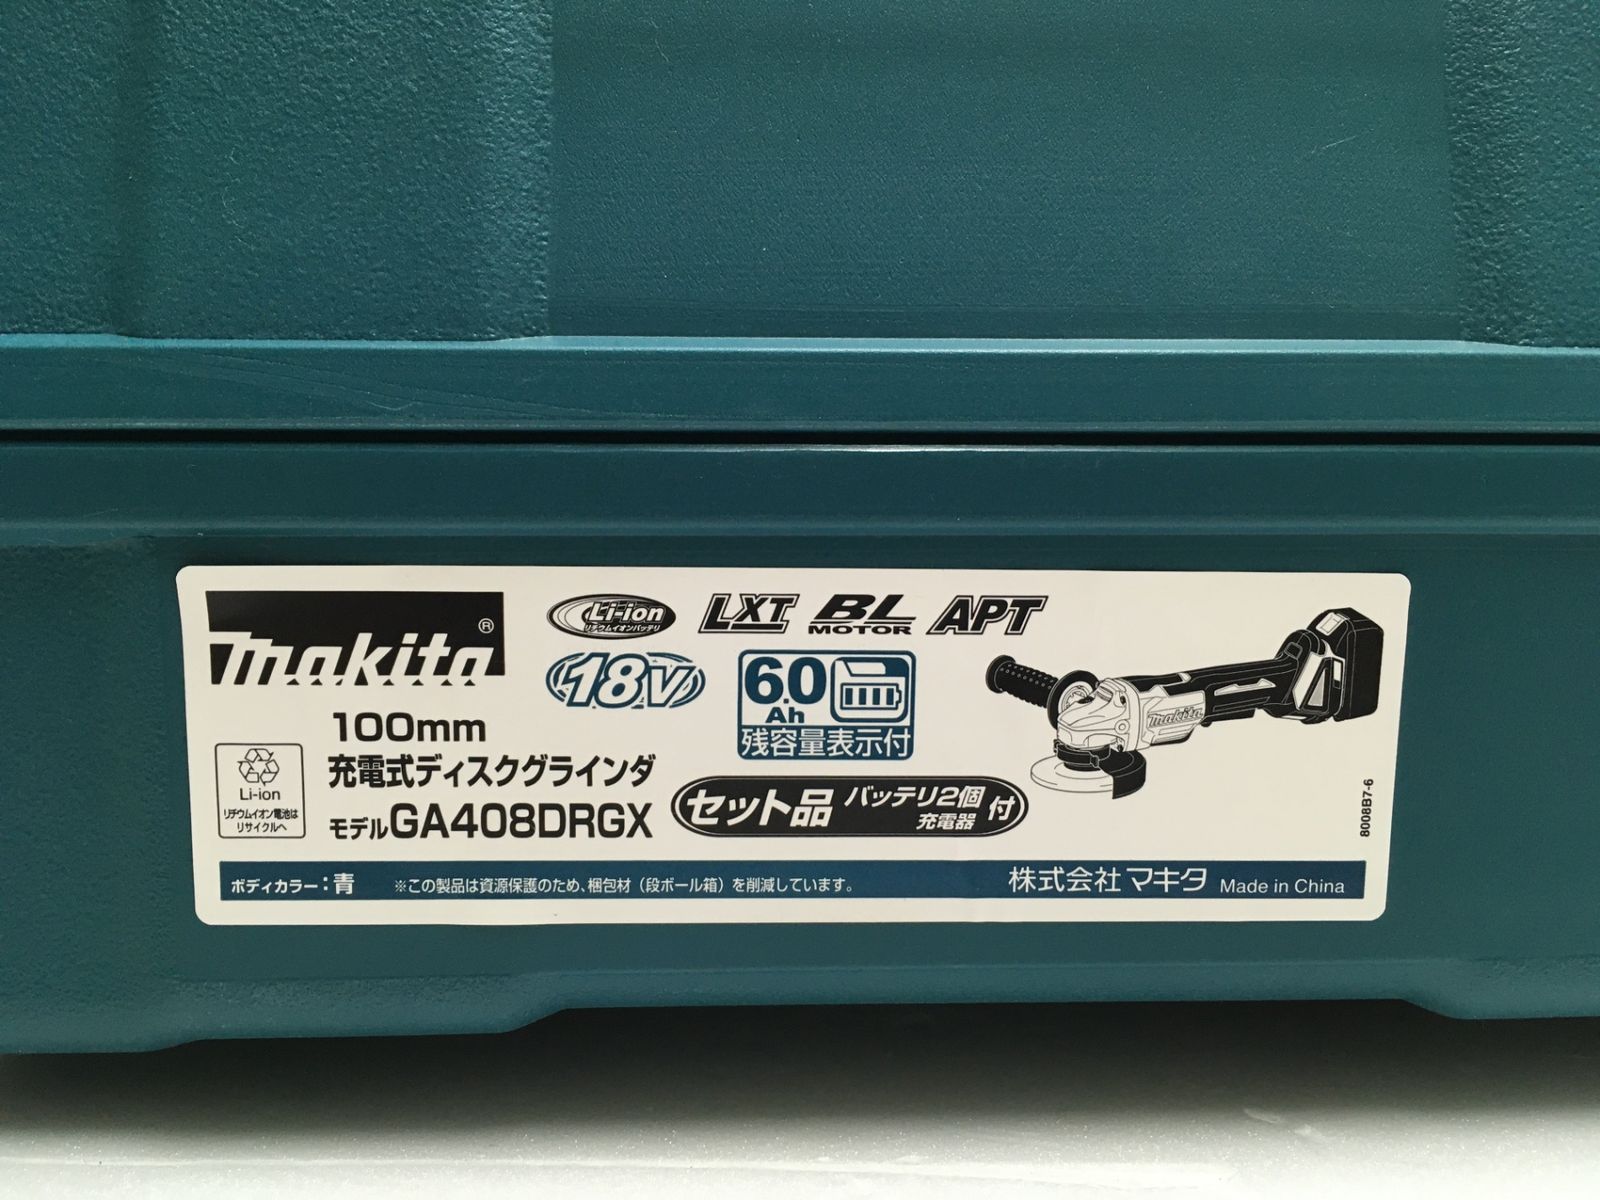 makita®
Li-ion
リチウムイオンバッテリ
LXT
BL
MOTOR
APT
18V
6.0
Ah
残容量表示付
100mm
充電式ディスクグラインダ
モデルGA408DRGX
Li-ion
リチウムイオン電池は
リサイクルへ
セット品 バッテリ2個
充電器 付
makita
8008B7-6
ボディカラー：青 ※この製品は資源保護のため、梱包材（段ボール箱）を削減しています。 株式会社マキタ Made in China